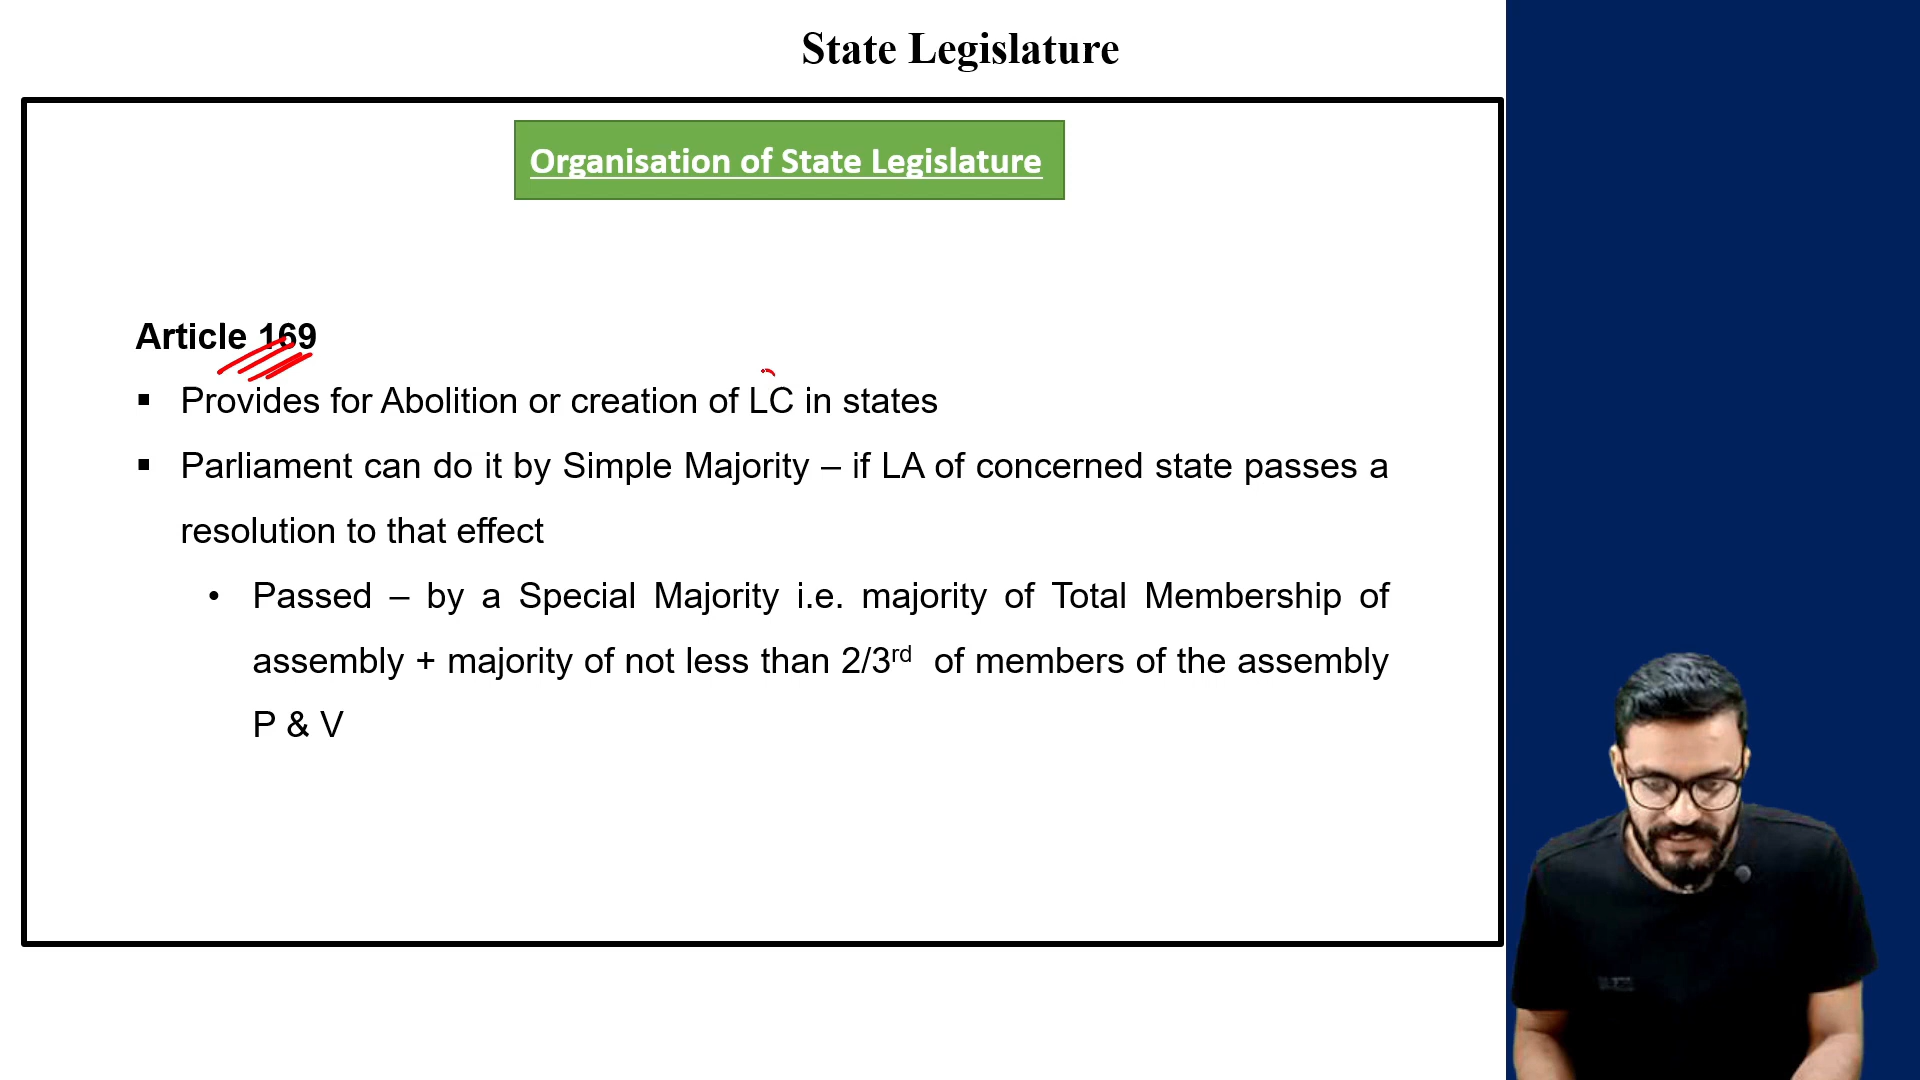 State Legislature
Organisation of State Legislature
Article 169
▪ Provides for Abolition or creation of LC in states
▪ Parliament can do it by Simple Majority – if LA of concerned state passes a
resolution to that effect
• Passed – by a Special Majority i.e. majority of Total Membership of
assembly + majority of not less than 2/3rd of members of the assembly
P & V